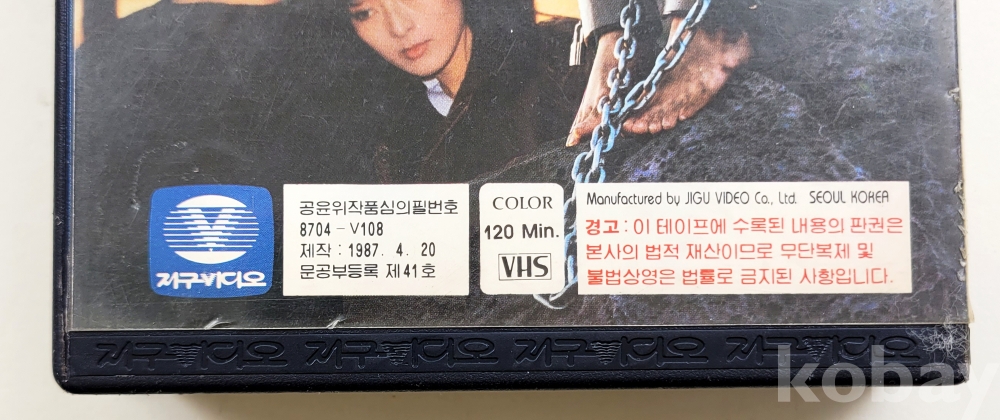 지구비디오
공윤위작품심의필번호
8704 - V108
제작 : 1987. 4. 20
문공부등록 제41호
COLOR
120 Min.
VHS
Manufactured by JIGU VIDEO Co., Ltd. SEOUL KOREA
경고 : 이 테이프에 수록된 내용의 판권은
본사의 법적 재산이므로 무단복제 및
불법상영은 법률로 금지된 사항입니다.
지구비디오 지구비디오 지구비디오 지구비디오
kobay